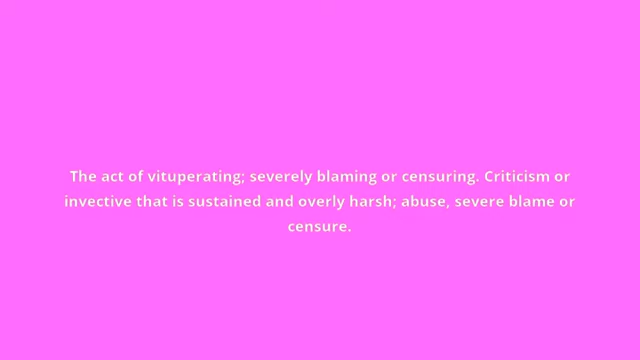 The act of vituperating; severely blaming or censuring. Criticism or
invective that is sustained and overly harsh; abuse, severe blame or
censure.